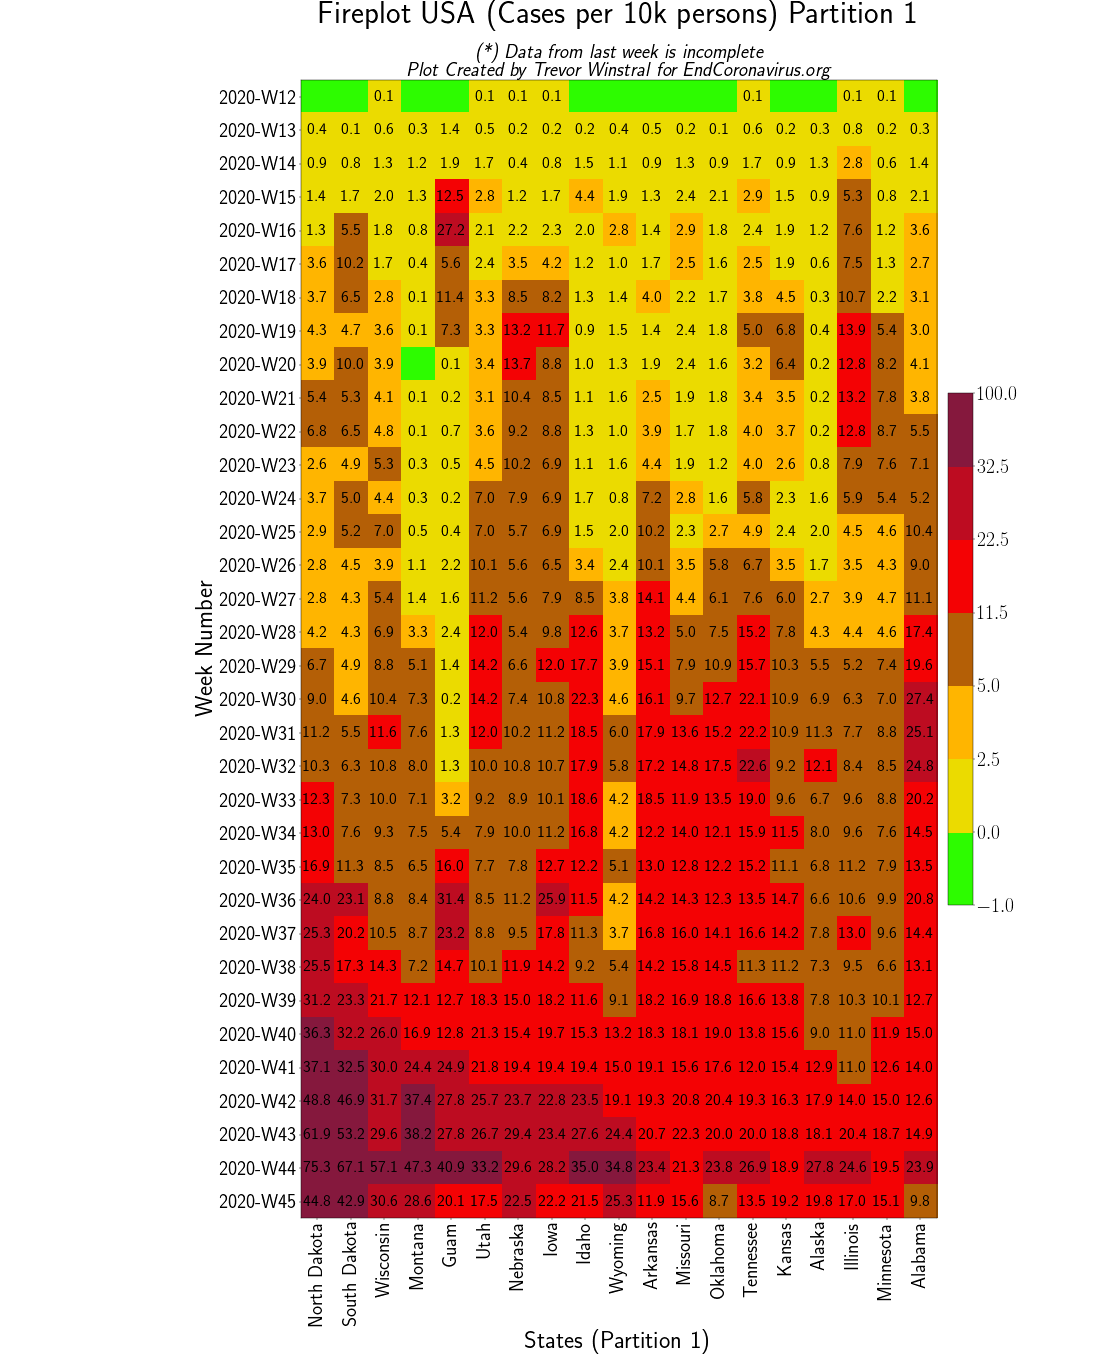 Fireplot USA (Cases per 10k persons) Partition 1
(*) Data from last week is incomplete
Plot Created by Trevor Winstral for EndCoronavirus.org
2020-W12 0.1 0.1 0.1 0.1 0.1 0.1 0.1
2020-W13 0.4 0.1 0.6 0.3 1.4 0.5 0.2 0.2 0.2 0.4 0.5 0.2 0.1 0.6 0.2 0.3 0.8 0.2 0.3
2020-W14 0.9 0.8 1.3 1.2 1.9 1.7 0.4 0.8 1.5 1.1 0.9 1.3 0.9 1.7 0.9 1.3 2.8 0.6 1.4
2020-W15 1.4 1.7 2.0 1.3 12.5 2.8 1.2 1.7 4.4 1.9 1.3 2.4 2.1 2.9 1.5 0.9 5.3 0.8 2.1
2020-W16 1.3 5.5 1.8 0.8 27.2 2.1 2.2 2.3 2.0 2.8 1.4 2.9 1.8 2.4 1.9 1.2 7.6 1.2 3.6
2020-W17 3.6 10.2 1.7 0.4 5.6 2.4 3.5 4.2 1.2 1.0 1.7 2.5 1.6 2.5 1.9 0.6 7.5 1.3 2.7
2020-W18 3.7 6.5 2.8 0.1 11.4 3.3 8.5 8.2 1.3 1.4 4.0 2.2 1.7 3.8 4.5 0.3 10.7 2.2 3.1
2020-W19 4.3 4.7 3.6 0.1 7.3 3.3 13.2 11.7 0.9 1.5 1.4 2.4 1.8 5.0 6.8 0.4 13.9 5.4 3.0
2020-W20 3.9 10.0 3.9 0.1 3.4 13.7 8.8 1.0 1.3 1.9 2.4 1.6 3.2 6.4 0.2 12.8 8.2 4.1
2020-W21 5.4 5.3 4.1 0.1 0.2 3.1 10.4 8.5 1.1 1.6 2.5 1.9 1.8 3.4 3.5 0.2 13.2 7.8 3.8
2020-W22 6.8 6.5 4.8 0.1 0.7 3.6 9.2 8.8 1.3 1.0 3.9 1.7 1.8 4.0 3.7 0.2 12.8 8.7 5.5
2020-W23 2.6 4.9 5.3 0.3 0.5 4.5 10.2 6.9 1.1 1.6 4.4 1.9 1.2 4.0 2.6 0.8 7.9 7.6 7.1
2020-W24 3.7 5.0 4.4 0.3 0.2 7.0 7.9 6.9 1.7 0.8 7.2 2.8 1.6 5.8 2.3 1.6 5.9 5.4 5.2
2020-W25 2.9 5.2 7.0 0.5 0.4 7.0 5.7 6.9 1.5 2.0 10.2 2.3 2.7 4.9 2.4 2.0 4.5 4.6 10.4
2020-W26 2.8 4.5 3.9 1.1 2.2 10.1 5.6 6.5 3.4 2.4 10.1 3.5 5.8 6.7 3.5 1.7 3.5 4.3 9.0
2020-W27 2.8 4.3 5.4 1.4 1.6 11.2 5.6 7.9 8.5 3.8 14.1 4.4 6.1 7.6 6.0 2.7 3.9 4.7 11.1
2020-W28 4.2 4.3 6.9 3.3 2.4 12.0 5.4 9.8 12.6 3.7 13.2 5.0 7.5 15.2 7.8 4.3 4.4 4.6 17.4
2020-W29 6.7 4.9 8.8 5.1 1.4 14.2 6.6 12.0 17.7 3.9 15.1 7.9 10.9 15.7 10.3 5.5 5.2 7.4 19.6
2020-W30 9.0 4.6 10.4 7.3 0.2 14.2 7.4 10.8 22.3 4.6 16.1 9.7 12.7 22.1 10.9 6.9 6.3 7.0 27.4
2020-W31 11.2 5.5 11.6 7.6 1.3 12.0 10.2 11.2 18.5 6.0 17.9 13.6 15.2 22.2 10.9 11.3 7.7 8.8 25.1
2020-W32 10.3 6.3 10.8 8.0 1.3 10.0 10.8 10.7 17.9 5.8 17.2 14.8 17.5 22.6 9.2 12.1 8.4 8.5 24.8
2020-W33 12.3 7.3 10.0 7.1 3.2 9.2 8.9 10.1 18.6 4.2 18.5 11.9 13.5 19.0 9.6 6.7 9.6 8.8 20.2
2020-W34 13.0 7.6 9.3 7.5 5.4 7.9 10.0 11.2 16.8 4.2 12.2 14.0 12.1 15.9 11.5 8.0 9.6 7.6 14.5
2020-W35 16.9 11.3 8.5 6.5 16.0 7.7 7.8 12.7 12.2 5.1 13.0 12.8 12.2 15.2 11.1 6.8 11.2 7.9 13.5
2020-W36 24.0 23.1 8.8 8.4 31.4 8.5 11.2 25.9 11.5 4.2 14.2 14.3 12.3 13.5 14.7 6.6 10.6 9.9 20.8
2020-W37 25.3 20.2 10.5 8.7 23.2 8.8 9.5 17.8 11.3 3.7 16.8 16.0 14.1 16.6 14.2 7.8 13.0 9.6 14.4
2020-W38 25.5 17.3 14.3 7.2 14.7 10.1 11.9 14.2 9.2 5.4 14.2 15.8 14.5 11.3 11.2 7.3 9.5 6.6 13.1
2020-W39 31.2 23.3 21.7 12.1 12.7 18.3 15.0 18.2 11.6 9.1 18.2 16.9 18.8 16.6 13.8 7.8 10.3 10.1 12.7
2020-W40 36.3 32.2 26.0 16.9 12.8 21.3 15.4 19.7 15.3 13.2 18.3 18.1 19.0 13.8 15.6 9.0 11.0 11.9 15.0
2020-W41 37.1 32.5 30.0 24.4 24.9 21.8 19.4 19.4 19.4 15.0 19.1 15.6 17.6 12.0 15.4 12.9 11.0 12.6 14.0
2020-W42 48.8 46.9 31.7 37.4 27.8 25.7 23.7 22.8 23.5 19.1 19.3 20.8 20.4 19.3 16.3 17.9 14.0 15.0 12.6
2020-W43 61.9 53.2 29.6 38.2 27.8 26.7 29.4 23.4 27.6 24.4 20.7 22.3 20.0 20.0 18.8 18.1 20.4 18.7 14.9
2020-W44 75.3 67.1 57.1 47.3 40.9 33.2 29.6 28.2 35.0 34.8 23.4 21.3 23.8 26.9 18.9 27.8 24.6 19.5 23.9
2020-W45 44.8 42.9 30.6 28.6 20.1 17.5 22.5 22.2 21.5 25.3 11.9 15.6 8.7 13.5 19.2 19.8 17.0 15.1 9.8
Week Number
North Dakota
South Dakota
Wisconsin
Montana
Guam
Utah
Nebraska
Iowa
Idaho
Wyoming
Arkansas
Missouri
Oklahoma
Tennessee
Kansas
Alaska
Illinois
Minnesota
Alabama
States (Partition 1)
100.0
32.5
22.5
11.5
5.0
2.5
0.0
−1.0